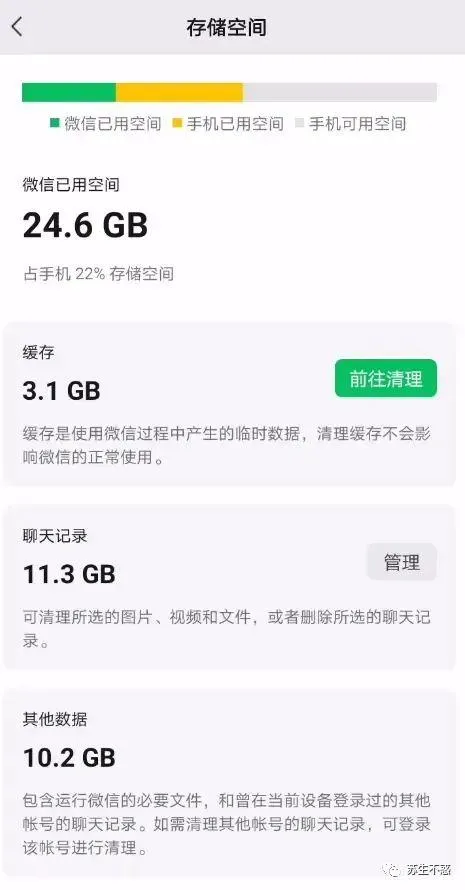 存储空间
微信已用空间 手机已用空间 手机可用空间
微信已用空间
24.6 GB
占手机 22% 存储空间
缓存
3.1 GB
前往清理
缓存是使用微信过程中产生的临时数据，清理缓存不会影
响微信的正常使用。
聊天记录
11.3 GB
管理
可清理所选的图片、视频和文件，或者删除所选的聊天记
录。
其他数据
10.2 GB
包含运行微信的必要文件，和曾在当前设备登录过的其他
帐号的聊天记录。如需清理其他帐号的聊天记录，可登录
该帐号进行清理。
苏生不惑